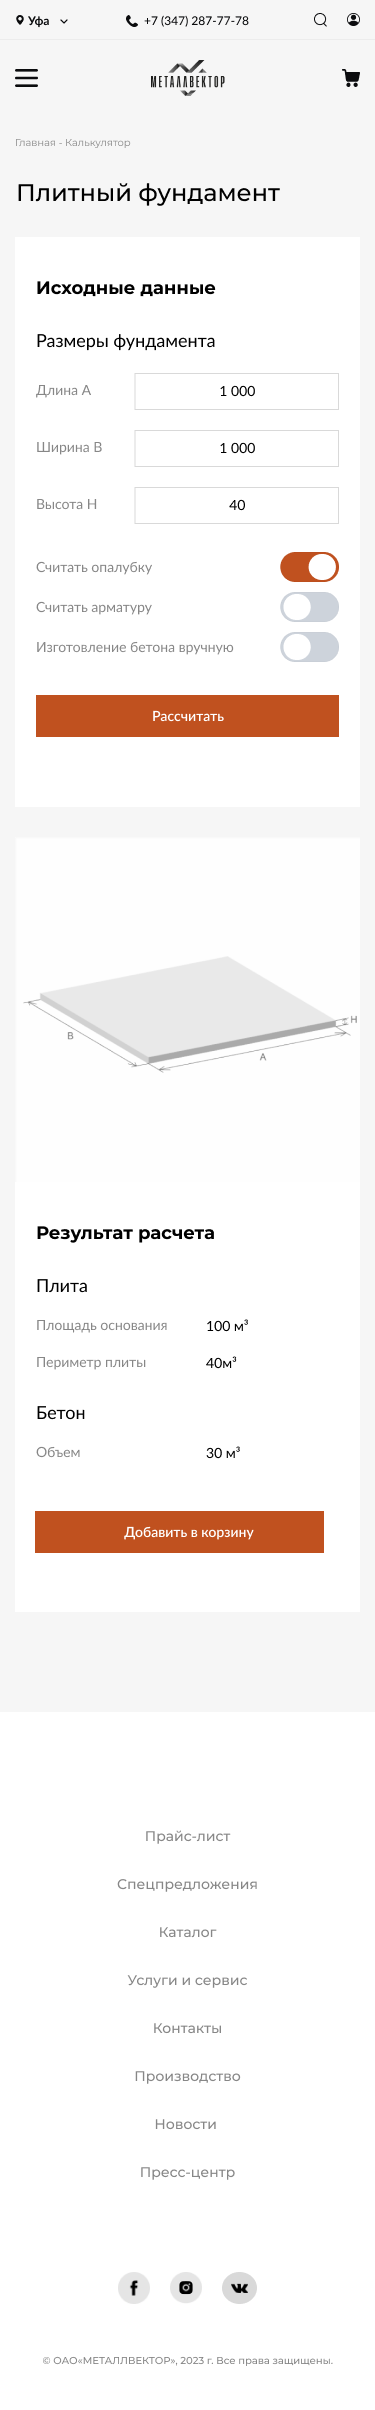 Уфа
+7 (347) 287-77-78
МЕТАЛЛВЕКТОР
Главная - Калькулятор
Плитный фундамент
Исходные данные
Размеры фундамента
Длина A 1 000
Ширина B 1 000
Высота H 40
Считать опалубку
Считать арматуру
Изготовление бетона вручную
Рассчитать
H
B
A
Результат расчета
Плита
Площадь основания 100 м³
Периметр плиты 40м³
Бетон
Объем 30 м³
Добавить в корзину
Прайс-лист
Спецпредложения
Каталог
Услуги и сервис
Контакты
Производство
Новости
Пресс-центр
© ОАО«МЕТАЛЛВЕКТОР», 2023 г. Все права защищены.